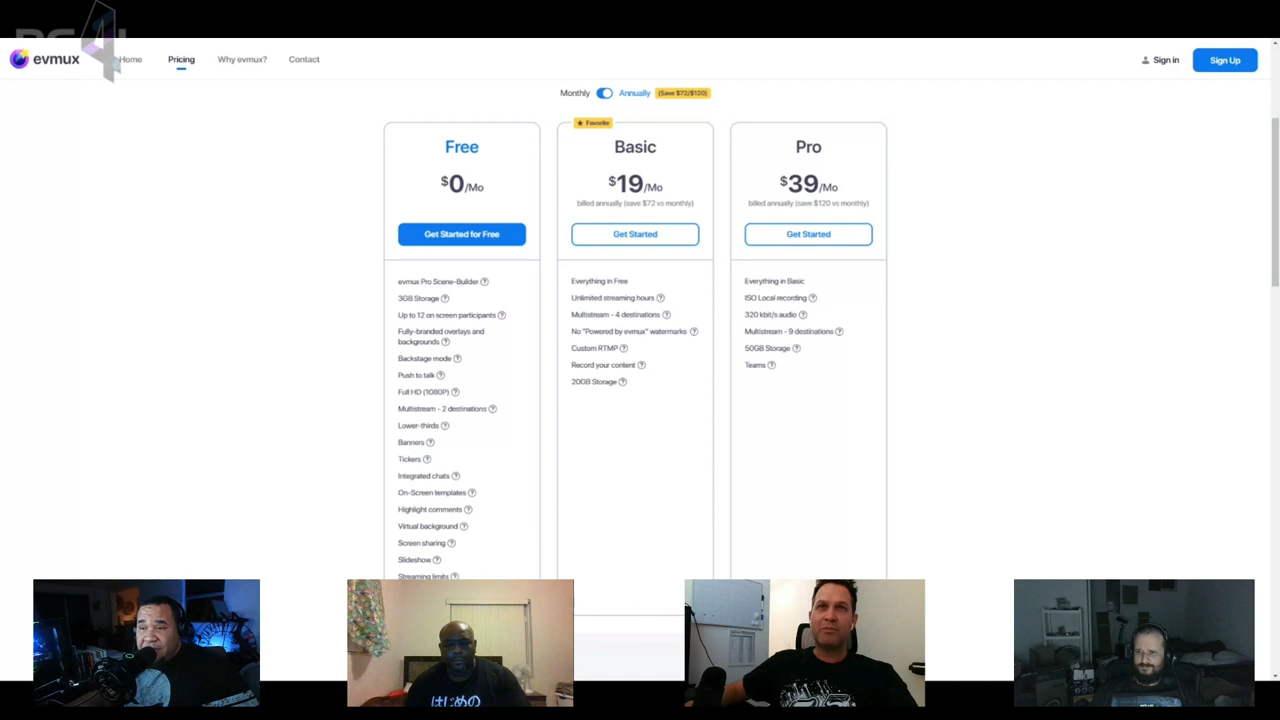 evmux
Home
Pricing
Why evmux?
Contact
Sign in
Sign Up
Monthly
Annually
(Save $72/$120)
Free
$0/Mo
Get Started for Free
evmux Pro Scene-Builder
3GB Storage
Up to 12 on screen participants
Fully-branded overlays and
backgrounds
Backstage mode
Push to talk
Full HD (1080P)
Multistream - 2 destinations
Lower-thirds
Banners
Tickers
Integrated chats
On-Screen templates
Highlight comments
Virtual background
Screen sharing
Slideshow
Streaming limits
Favorite
Basic
$19/Mo
billed annually (save $72 vs monthly)
Get Started
Everything in Free
Unlimited streaming hours
Multistream - 4 destinations
No "Powered by evmux" watermarks
Custom RTMP
Record your content
20GB Storage
Pro
$39/Mo
billed annually (save $120 vs monthly)
Get Started
Everything in Basic
ISO Local recording
320 kbit/s audio
Multistream - 9 destinations
50GB Storage
Teams
はじめの